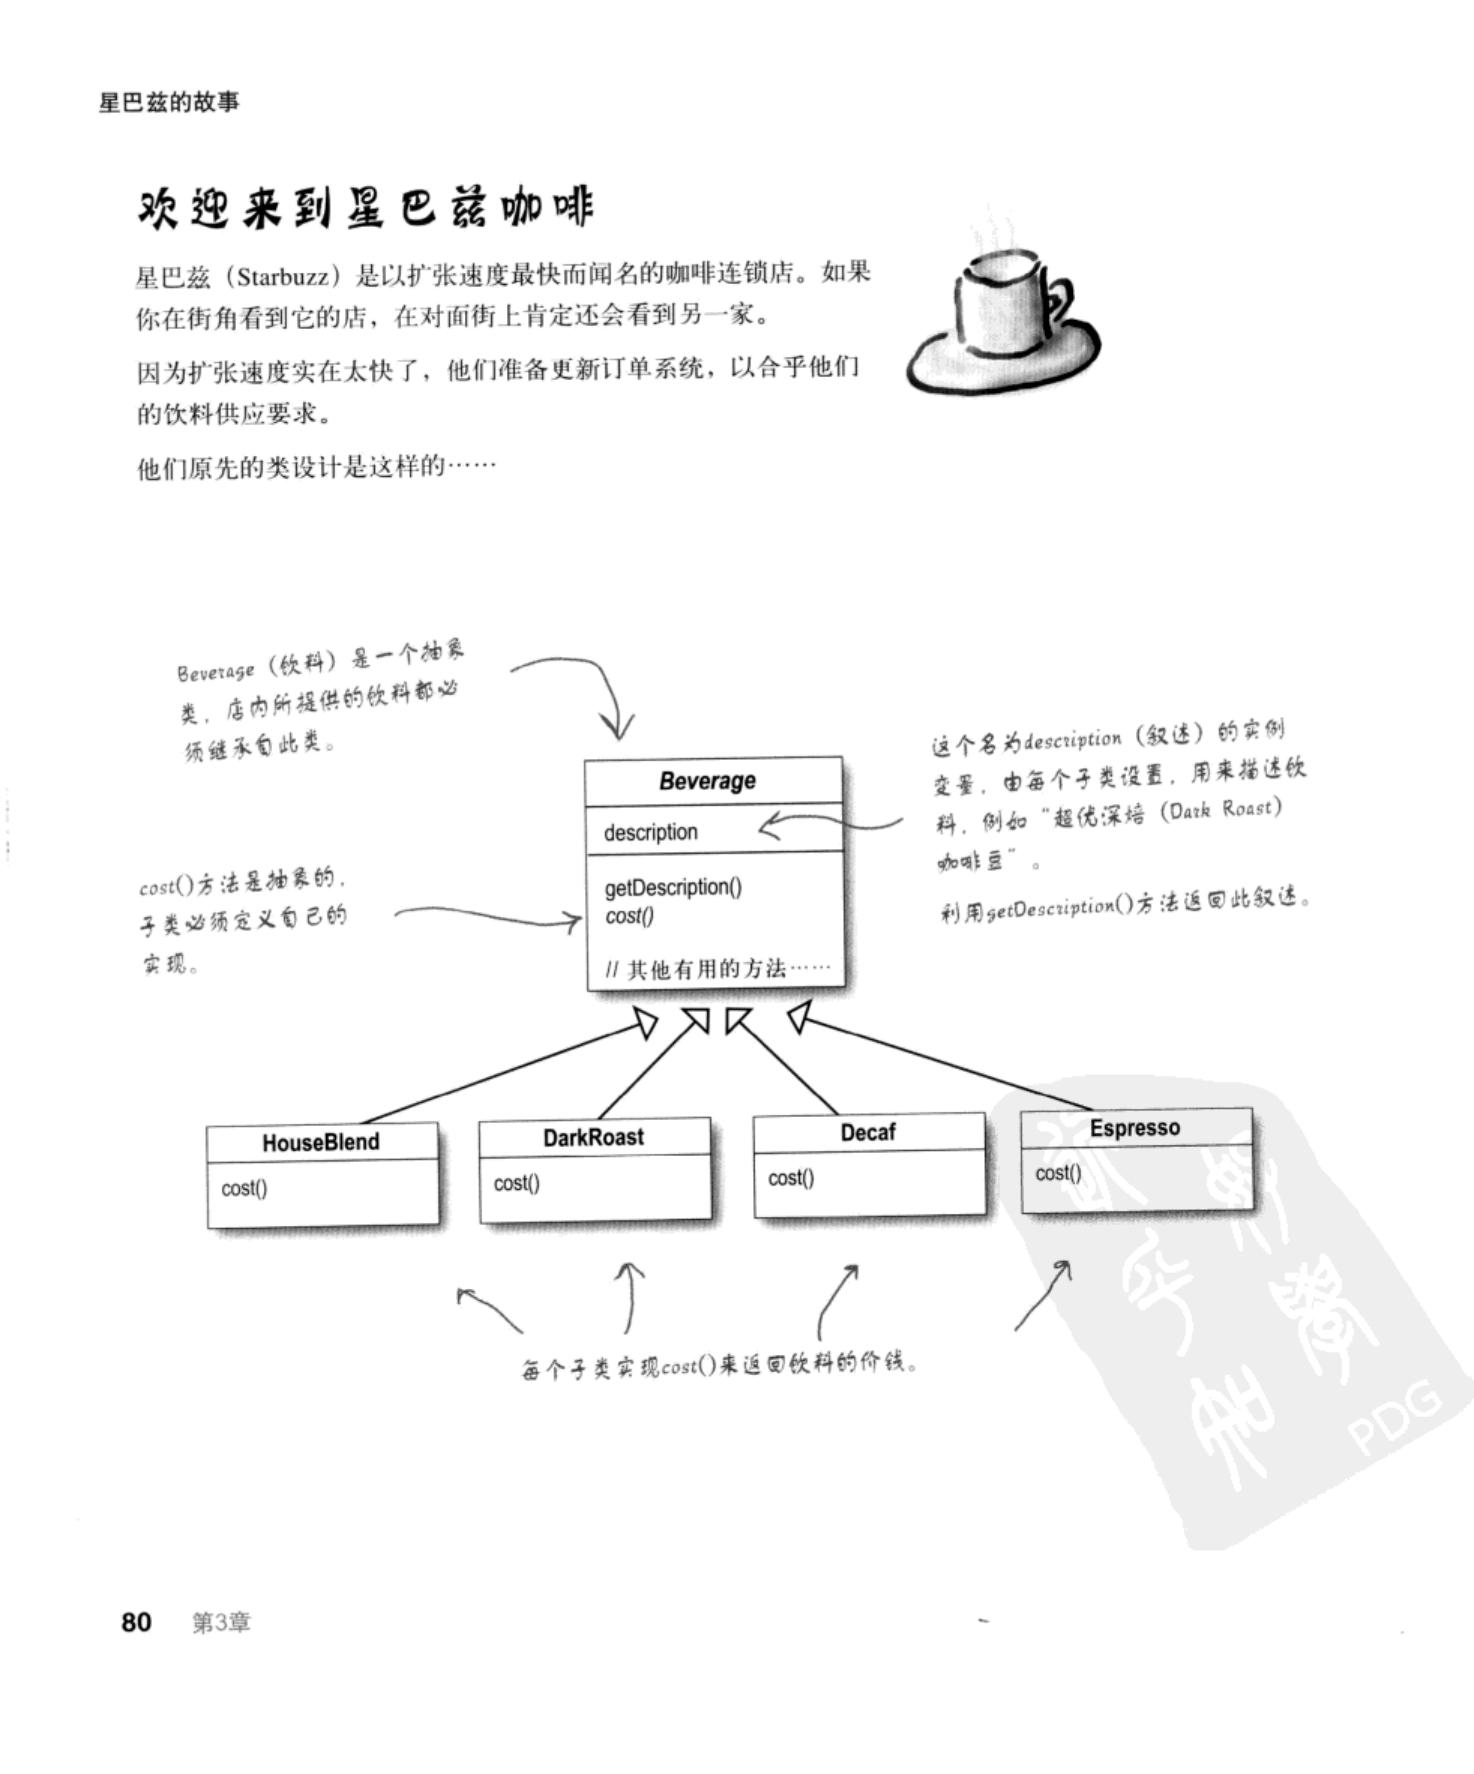 星巴兹的故事
欢迎来到星巴兹咖啡
星巴兹（Starbuzz）是以扩张速度最快而闻名的咖啡连锁店。如果
你在街角看到它的店，在对面街上肯定还会看到另一家。
因为扩张速度实在太快了，他们准备更新订单系统，以合乎他们
的饮料供应要求。
他们原先的类设计是这样的……
Beverage（饮料）是一个抽象
类，店内所提供的饮料都必
须继承自此类。
这个名为description（叙述）的实例
变量，由每个子类设置，用来描述饮
料，例如“超优深焙（Dark Roast）
咖啡豆”。
利用getDescription()方法返回此叙述。
cost()方法是抽象的，
子类必须定义自己的
实现。
Beverage
description
getDescription()
cost()
// 其他有用的方法……
HouseBlend
cost()
DarkRoast
cost()
Decaf
cost()
Espresso
cost()
每个子类实现cost()来返回饮料的价钱。
PDG
80 第3章